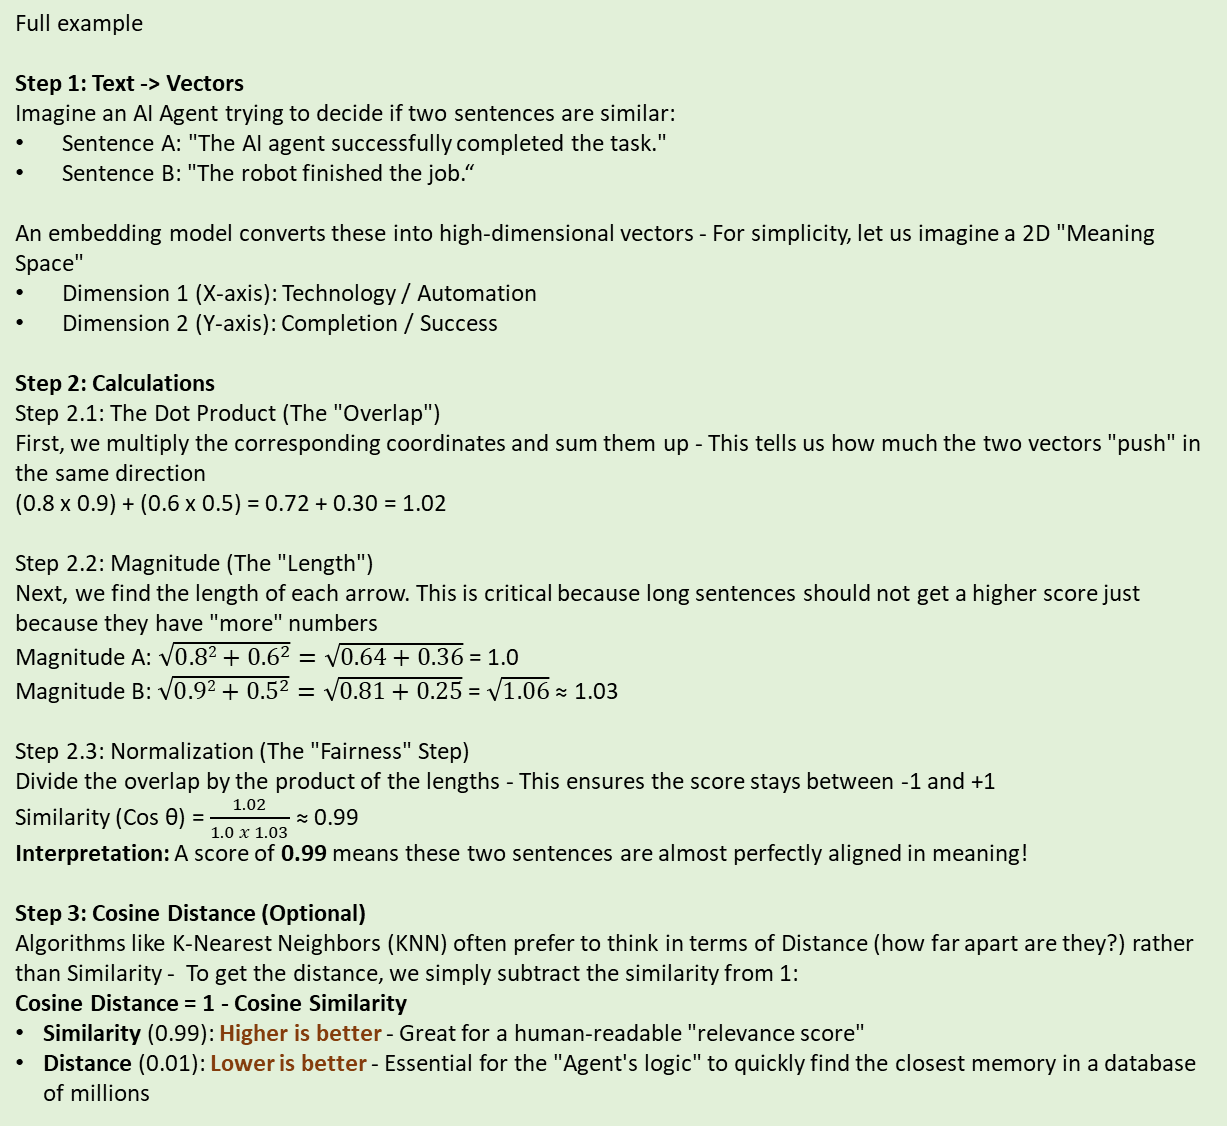 Full example
Step 1: Text -> Vectors
Imagine an AI Agent trying to decide if two sentences are similar:
• Sentence A: "The AI agent successfully completed the task."
• Sentence B: "The robot finished the job.“
An embedding model converts these into high-dimensional vectors - For simplicity, let us imagine a 2D "Meaning
Space"
• Dimension 1 (X-axis): Technology / Automation
• Dimension 2 (Y-axis): Completion / Success
Step 2: Calculations
Step 2.1: The Dot Product (The "Overlap")
First, we multiply the corresponding coordinates and sum them up - This tells us how much the two vectors "push" in
the same direction
(0.8 x 0.9) + (0.6 x 0.5) = 0.72 + 0.30 = 1.02
Step 2.2: Magnitude (The "Length")
Next, we find the length of each arrow. This is critical because long sentences should not get a higher score just
because they have "more" numbers
Magnitude A: √(0.8² + 0.6²) = √(0.64 + 0.36) = 1.0
Magnitude B: √(0.9² + 0.5²) = √(0.81 + 0.25) = √1.06 ≈ 1.03
Step 2.3: Normalization (The "Fairness" Step)
Divide the overlap by the product of the lengths - This ensures the score stays between -1 and +1
Similarity (Cos θ) = 1.02 / (1.0 x 1.03) ≈ 0.99
Interpretation: A score of 0.99 means these two sentences are almost perfectly aligned in meaning!
Step 3: Cosine Distance (Optional)
Algorithms like K-Nearest Neighbors (KNN) often prefer to think in terms of Distance (how far apart are they?) rather
than Similarity - To get the distance, we simply subtract the similarity from 1:
Cosine Distance = 1 - Cosine Similarity
• Similarity (0.99): Higher is better - Great for a human-readable "relevance score"
• Distance (0.01): Lower is better - Essential for the "Agent's logic" to quickly find the closest memory in a database
of millions